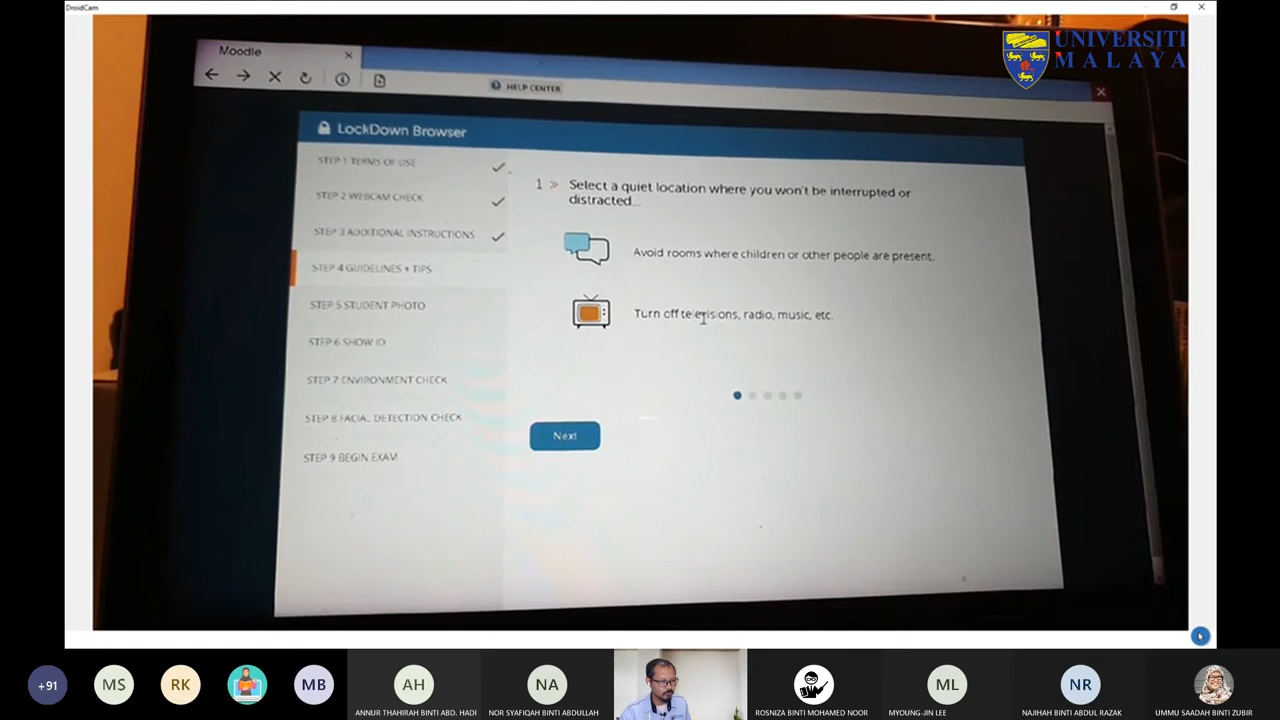 DroidCam
UNIVERSITI
MALAYA
Moodle
HELP CENTER
LockDown Browser
STEP 1 TERMS OF USE
STEP 2 WEBCAM CHECK
STEP 3 ADDITIONAL INSTRUCTIONS
STEP 4 GUIDELINES + TIPS
STEP 5 STUDENT PHOTO
STEP 6 SHOW ID
STEP 7 ENVIRONMENT CHECK
STEP 8 FACIAL DETECTION CHECK
STEP 9 BEGIN EXAM
1 » Select a quiet location where you won't be interrupted or
distracted...
Avoid rooms where children or other people are present.
Turn off televisions, radio, music, etc.
Next
+91
MS
RK
MB
AH
NA
ML
NR
ANNUR THAHIRAH BINTI ABD. HADI
NOR SYAFIQAH BINTI ABDULLAH
ROSNIZA BINTI MOHAMED NOOR
MYOUNG-JIN LEE
NAJIHAH BINTI ABDUL RAZAK
UMMU SAADAH BINTI ZUBIR